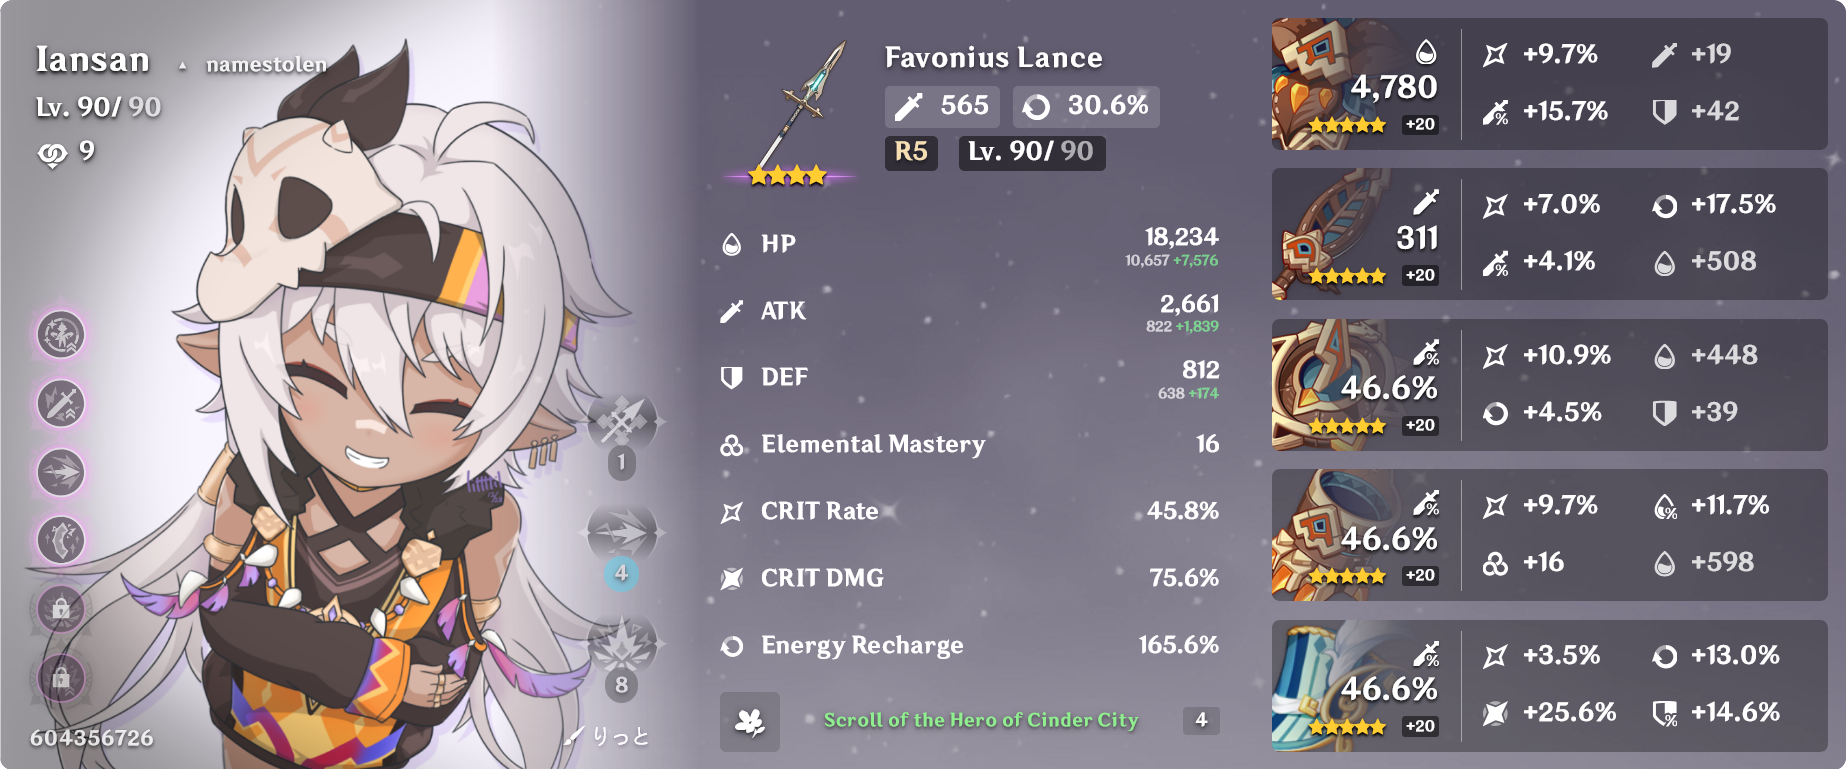 Iansan ▲ namestolen
Lv. 90/ 90
9
1
4
8
604356726
りっと
Favonius Lance
565 30.6%
R5 Lv. 90/ 90
HP 18,234
10,657 +7,576
ATK 2,661
822 +1,839
DEF 812
638 +174
Elemental Mastery 16
CRIT Rate 45.8%
CRIT DMG 75.6%
Energy Recharge 165.6%
Scroll of the Hero of Cinder City 4
4,780
+20
+9.7% +19
+15.7% +42
311
+20
+7.0% +17.5%
+4.1% +508
46.6%
+20
+10.9% +448
+4.5% +39
46.6%
+20
+9.7% +11.7%
+16 +598
46.6%
+20
+3.5% +13.0%
+25.6% +14.6%